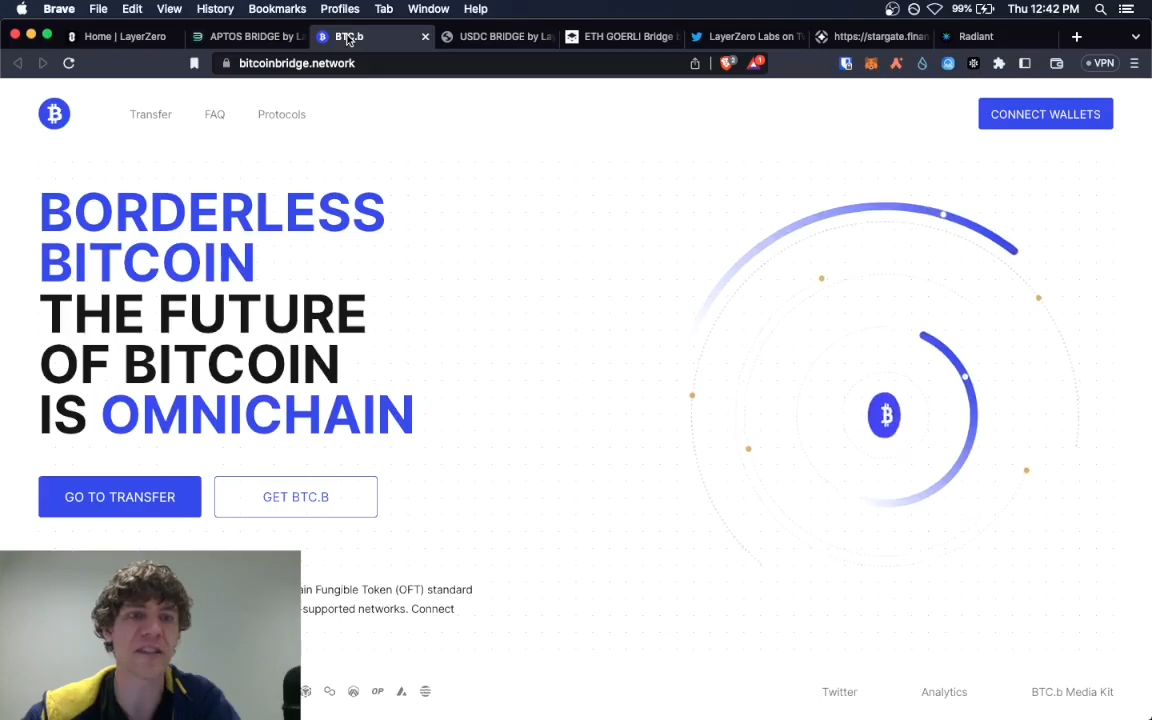 Brave File Edit View History Bookmarks Profiles Tab Window Help 99% Thu 12:42 PM
Home | LayerZero APTOS BRIDGE by La BTC.b USDC BRIDGE by La ETH GOERLI Bridge LayerZero Labs on T https://stargate.finan Radiant
bitcoinbridge.network VPN
Transfer FAQ Protocols CONNECT WALLETS
BORDERLESS
BITCOIN
THE FUTURE
OF BITCOIN
IS OMNICHAIN
GO TO TRANSFER GET BTC.B
ain Fungible Token (OFT) standard
-supported networks. Connect
OP
Twitter Analytics BTC.b Media Kit